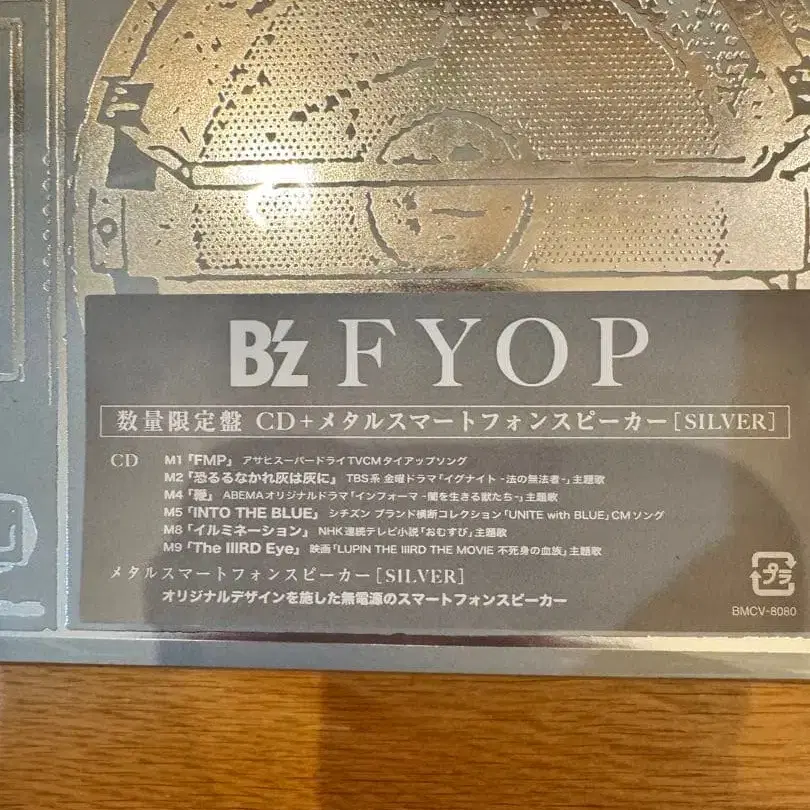 B'z FYOP
数量限定盤 CD+メタルスマートフォンスピーカー[SILVER]
CD M1「FMP」 アサヒスーパードライTVCMタイアップソング
M2「恐るるなかれ灰は灰に」 TBS系 金曜ドラマ「イグナイト -法の無法者-」主題歌
M4「鞭」 ABEMAオリジナルドラマ「インフォーマ -闇を生きる獣たち-」主題歌
M5「INTO THE BLUE」 シチズン ブランド横断コレクション「UNITE with BLUE」CMソング
M8「イルミネーション」 NHK連続テレビ小説「おむすび」主題歌
M9「The IIIRD Eye」 映画「LUPIN THE IIIRD THE MOVIE 不死身の血族」主題歌
メタルスマートフォンスピーカー[SILVER]
オリジナルデザインを施した無電源のスマートフォンスピーカー
プラ
BMCV-8080